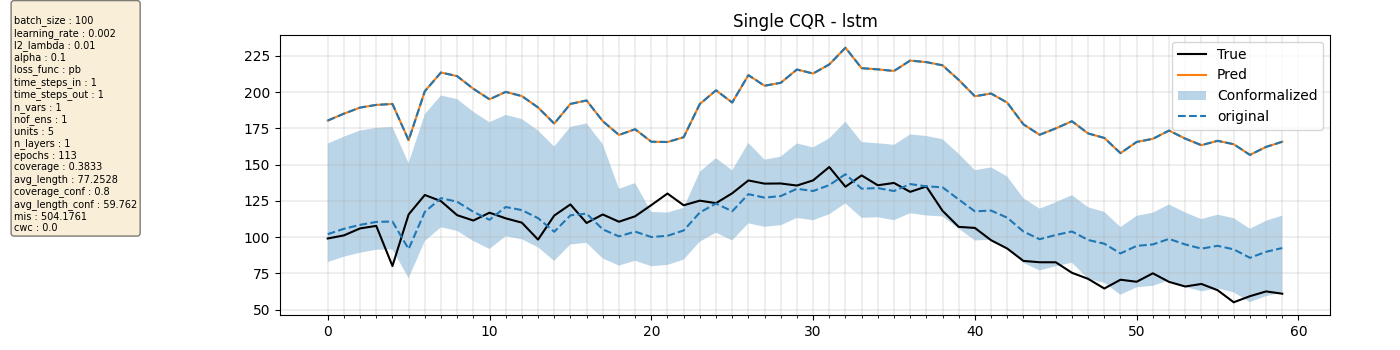 batch_size : 100
learning_rate : 0.002
l2_lambda : 0.01
alpha : 0.1
loss_func : pb
time_steps_in : 1
time_steps_out : 1
n_vars : 1
nof_ens : 1
units : 5
n_layers : 1
epochs : 113
coverage : 0.3833
avg_length : 77.2528
coverage_conf : 0.8
avg_length_conf : 59.762
mis : 504.1761
cwc : 0.0
Single CQR - lstm
True
Pred
Conformalized
original
225
200
175
150
125
100
75
50
0 10 20 30 40 50 60